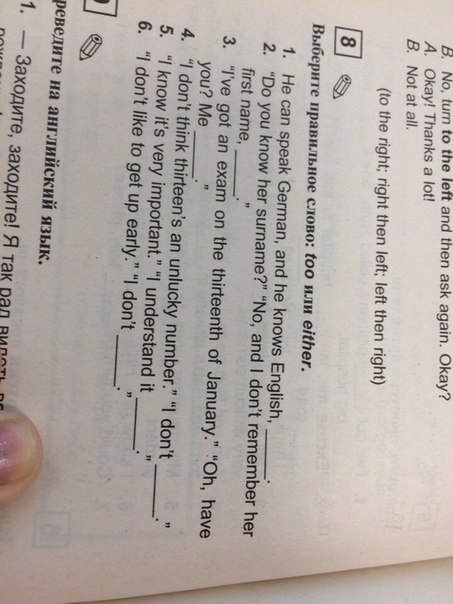 B. No, turn to the left and then ask again. Okay?
A. Okay! Thanks a lot!
B. Not at all.
(to the right; right then left; left then right)
8
Выберите правильное слово: too или either.
1. He can speak German, and he knows English, ______.
2. “Do you know her surname?” “No, and I don't remember her
first name, ______.”
3. “I've got an exam on the thirteenth of January.” “Oh, have
you? Me ______.”
4. “I don't think thirteen's an unlucky number.” “I don't ______.”
5. “I know it's very important.” “I understand it ______.”
6. “I don't like to get up early.” “I don't ______.”
реведите на английский язык.
1. — Заходите, заходите! Я так рад видеть